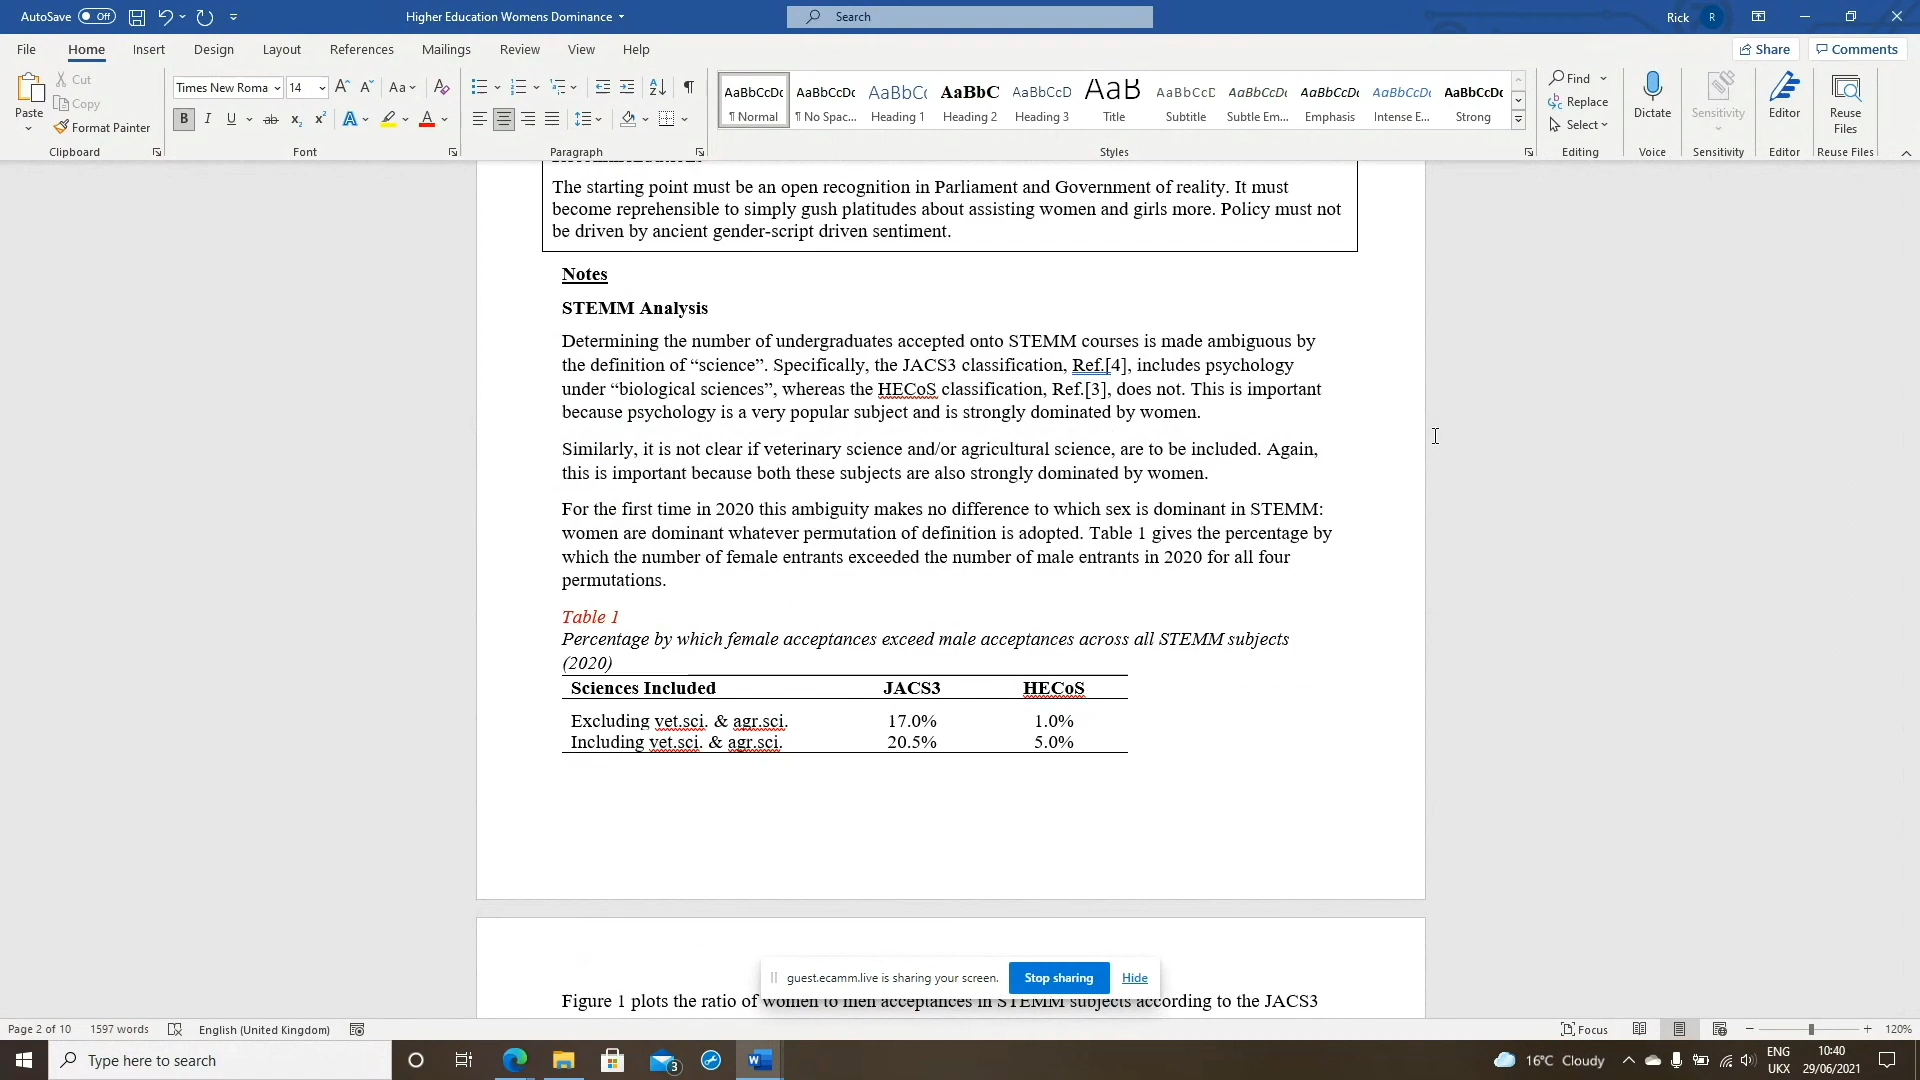 AutoSave Off Higher Education Womens Dominance Search Rick R
File Home Insert Design Layout References Mailings Review View Help Share Comments
Paste Cut Copy Format Painter
Times New Roma 14 Aa
AaBbCcDc AaBbCcDc AaBbCc AaBbC AaBbCcD AaB AaBbCcD AaBbCcDc AaBbCcDc AaBbCcDc AaBbCcDc
¶ Normal ¶ No Spac... Heading 1 Heading 2 Heading 3 Title Subtitle Subtle Em... Emphasis Intense E... Strong
Find Replace Select Dictate Sensitivity Editor Reuse Files
Clipboard Font Paragraph Styles Editing Voice Sensitivity Editor Reuse Files
The starting point must be an open recognition in Parliament and Government of reality. It must
become reprehensible to simply gush platitudes about assisting women and girls more. Policy must not
be driven by ancient gender-script driven sentiment.
Notes
STEMM Analysis
Determining the number of undergraduates accepted onto STEMM courses is made ambiguous by
the definition of “science”. Specifically, the JACS3 classification, Ref.[4], includes psychology
under “biological sciences”, whereas the HECoS classification, Ref.[3], does not. This is important
because psychology is a very popular subject and is strongly dominated by women.
Similarly, it is not clear if veterinary science and/or agricultural science, are to be included. Again,
this is important because both these subjects are also strongly dominated by women.
For the first time in 2020 this ambiguity makes no difference to which sex is dominant in STEMM:
women are dominant whatever permutation of definition is adopted. Table 1 gives the percentage by
which the number of female entrants exceeded the number of male entrants in 2020 for all four
permutations.
Table 1
Percentage by which female acceptances exceed male acceptances across all STEMM subjects
(2020)
Sciences Included JACS3 HECoS
Excluding vet.sci. & agr.sci. 17.0% 1.0%
Including vet.sci. & agr.sci. 20.5% 5.0%
guest.ecamm.live is sharing your screen. Stop sharing Hide
Figure 1 plots the ratio of women to men acceptances in STEMM subjects according to the JACS3
Page 2 of 10 1597 words English (United Kingdom) Focus 120%
Type here to search 3 16°C Cloudy ENG UKX 10:40 29/06/2021